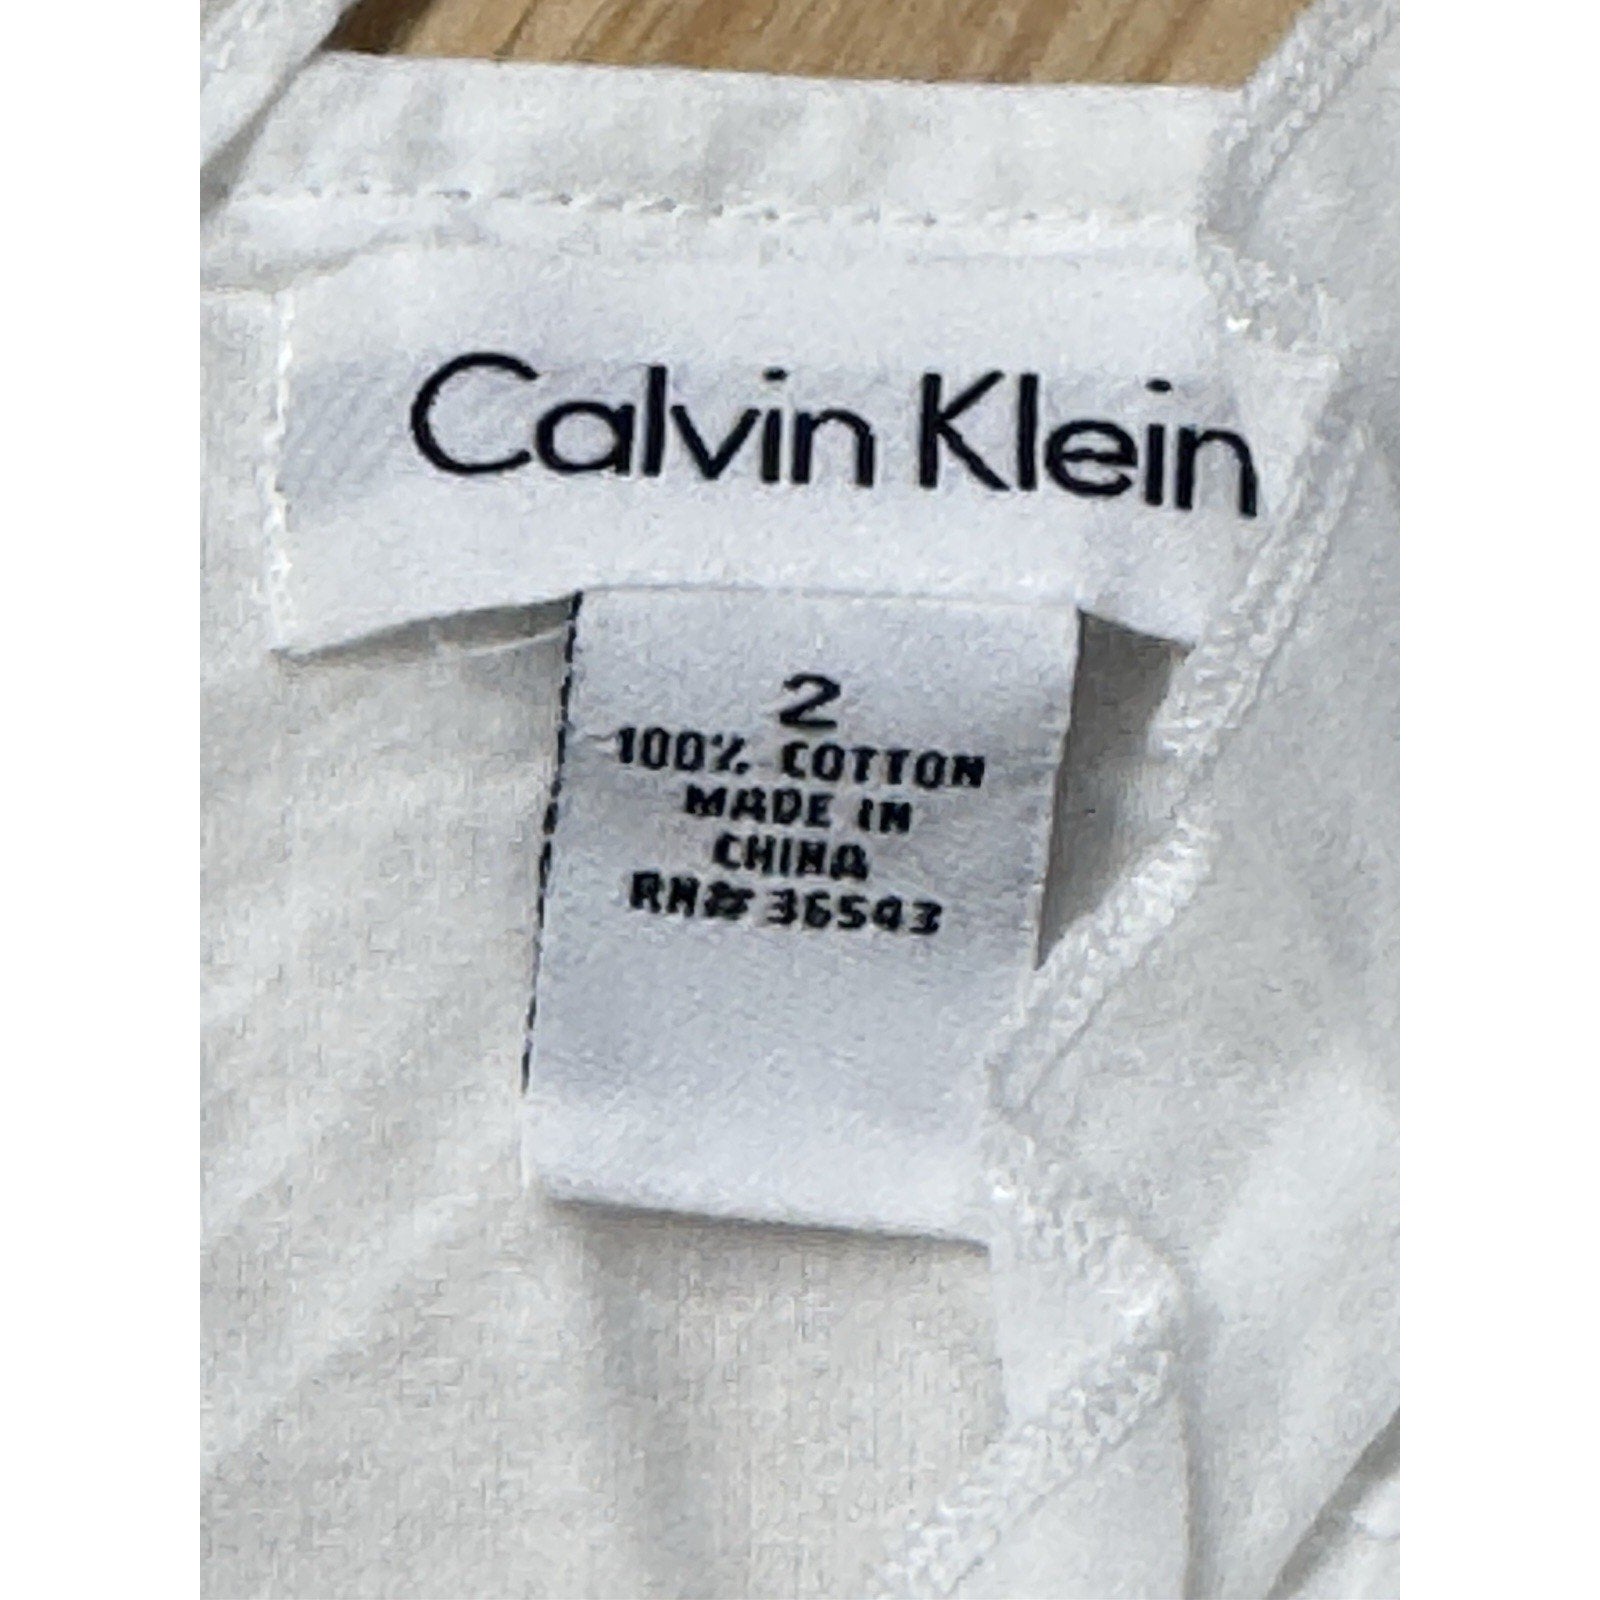 Calvin Klein
2
100% COTTON
MADE IN
CHINA
RN# 36543